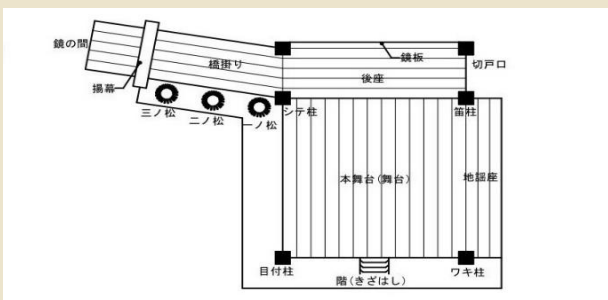 鏡の間
揚幕
橋掛り
三ノ松
二ノ松
一ノ松
鏡板
切戸口
後座
シテ柱
笛柱
本舞台(舞台)
地謡座
目付柱
階(きざはし)
ワキ柱